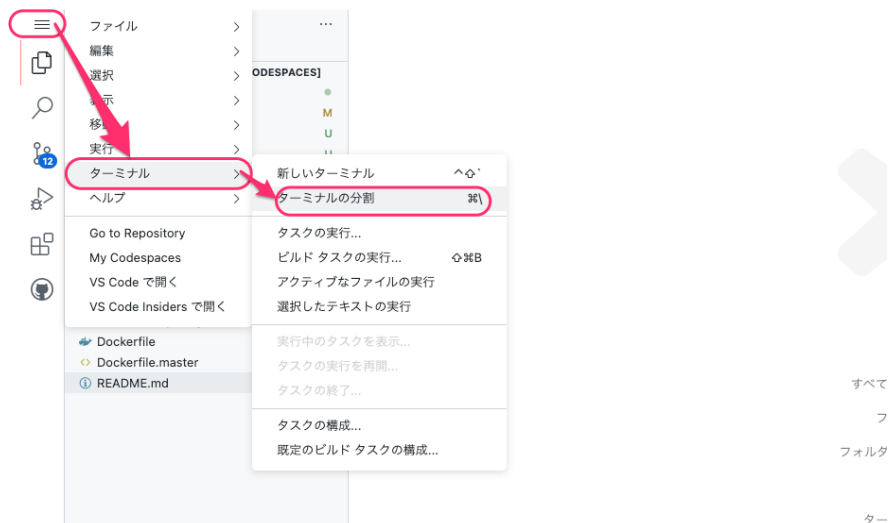 ファイル
編集
選択
表示
移動
実行
ターミナル
ヘルプ
Go to Repository
My Codespaces
VS Code で開く
VS Code Insiders で開く
12
…
ODESPACES]
M
U
U
新しいターミナル ^⇧`
ターミナルの分割 ⌘\
タスクの実行...
ビルド タスクの実行... ⇧⌘B
アクティブなファイルの実行
選択したテキストの実行
実行中のタスクを表示...
タスクの実行を再開...
タスクの終了...
タスクの構成...
既定のビルド タスクの構成...
Dockerfile
Dockerfile.master
README.md
すべて
フ
フォルダ
ター